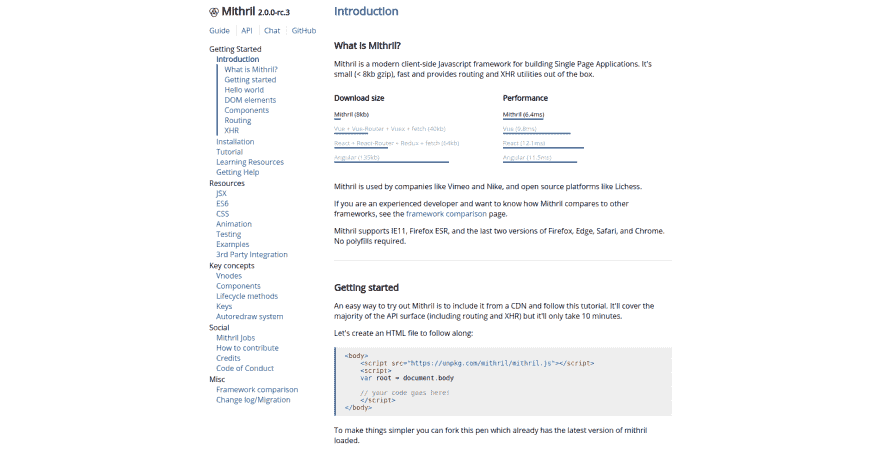 Mithril 2.0.0-rc.3
Guide API Chat GitHub
Getting Started
Introduction
What is Mithril?
Getting started
Hello world
DOM elements
Components
Routing
XHR
Installation
Tutorial
Learning Resources
Getting Help
Resources
JSX
ES6
CSS
Animation
Testing
Examples
3rd Party Integration
Key concepts
Vnodes
Components
Lifecycle methods
Keys
Autoredraw system
Social
Mithril Jobs
How to contribute
Credits
Code of Conduct
Misc
Framework comparison
Change log/Migration
Introduction
What is Mithril?
Mithril is a modern client-side Javascript framework for building Single Page Applications. It's
small (< 8kb gzip), fast and provides routing and XHR utilities out of the box.
Download size
Mithril (8kb)
Vue + Vue-Router + Vuex + fetch (40kb)
React + React-Router + Redux + fetch (64kb)
Angular (135kb)
Performance
Mithril (6.4ms)
Vue (9.8ms)
React (12.1ms)
Angular (11.5ms)
Mithril is used by companies like Vimeo and Nike, and open source platforms like Lichess.
If you are an experienced developer and want to know how Mithril compares to other
frameworks, see the framework comparison page.
Mithril supports IE11, Firefox ESR, and the last two versions of Firefox, Edge, Safari, and Chrome.
No polyfills required.
Getting started
An easy way to try out Mithril is to include it from a CDN and follow this tutorial. It'll cover the
majority of the API surface (including routing and XHR) but it'll only take 10 minutes.
Let's create an HTML file to follow along:
<body>
<script src="https://unpkg.com/mithril/mithril.js"></script>
<script>
var root = document.body
// your code goes here!
</script>
</body>
To make things simpler you can fork this pen which already has the latest version of mithril
loaded.